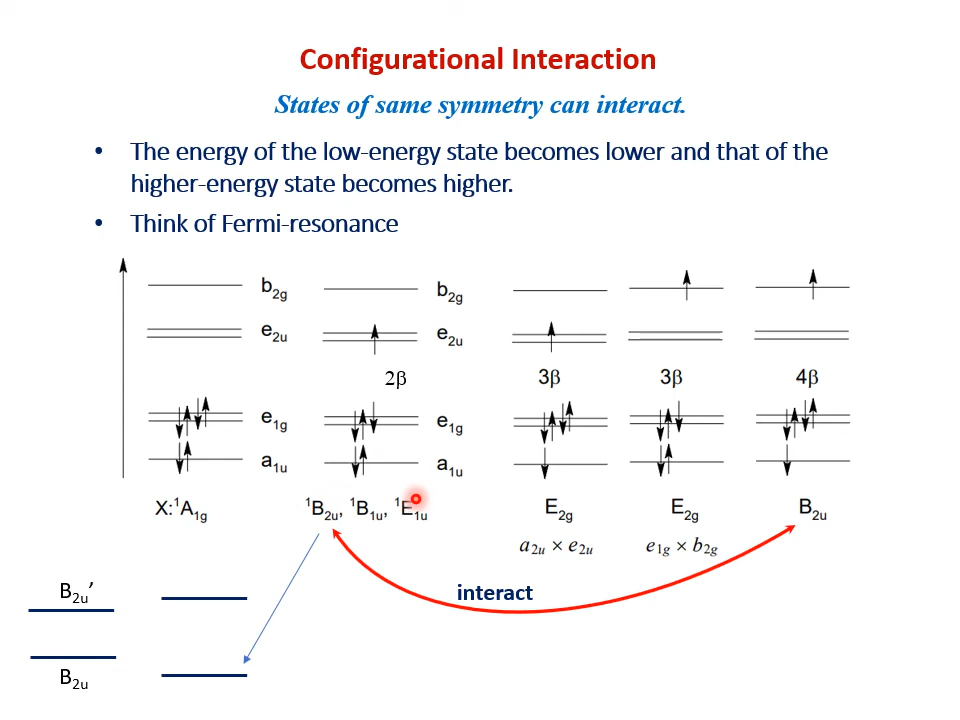 Configurational Interaction
States of same symmetry can interact.
• The energy of the low-energy state becomes lower and that of the
higher-energy state becomes higher.
• Think of Fermi-resonance
b2g b2g
e2u e2u
2β 3β 3β 4β
e1g e1g
a1u a1u
X:¹A1g ¹B2u, ¹B1u, ¹E1u E2g E2g B2u
a2u × e2u e1g × b2g
interact
B2u’
B2u